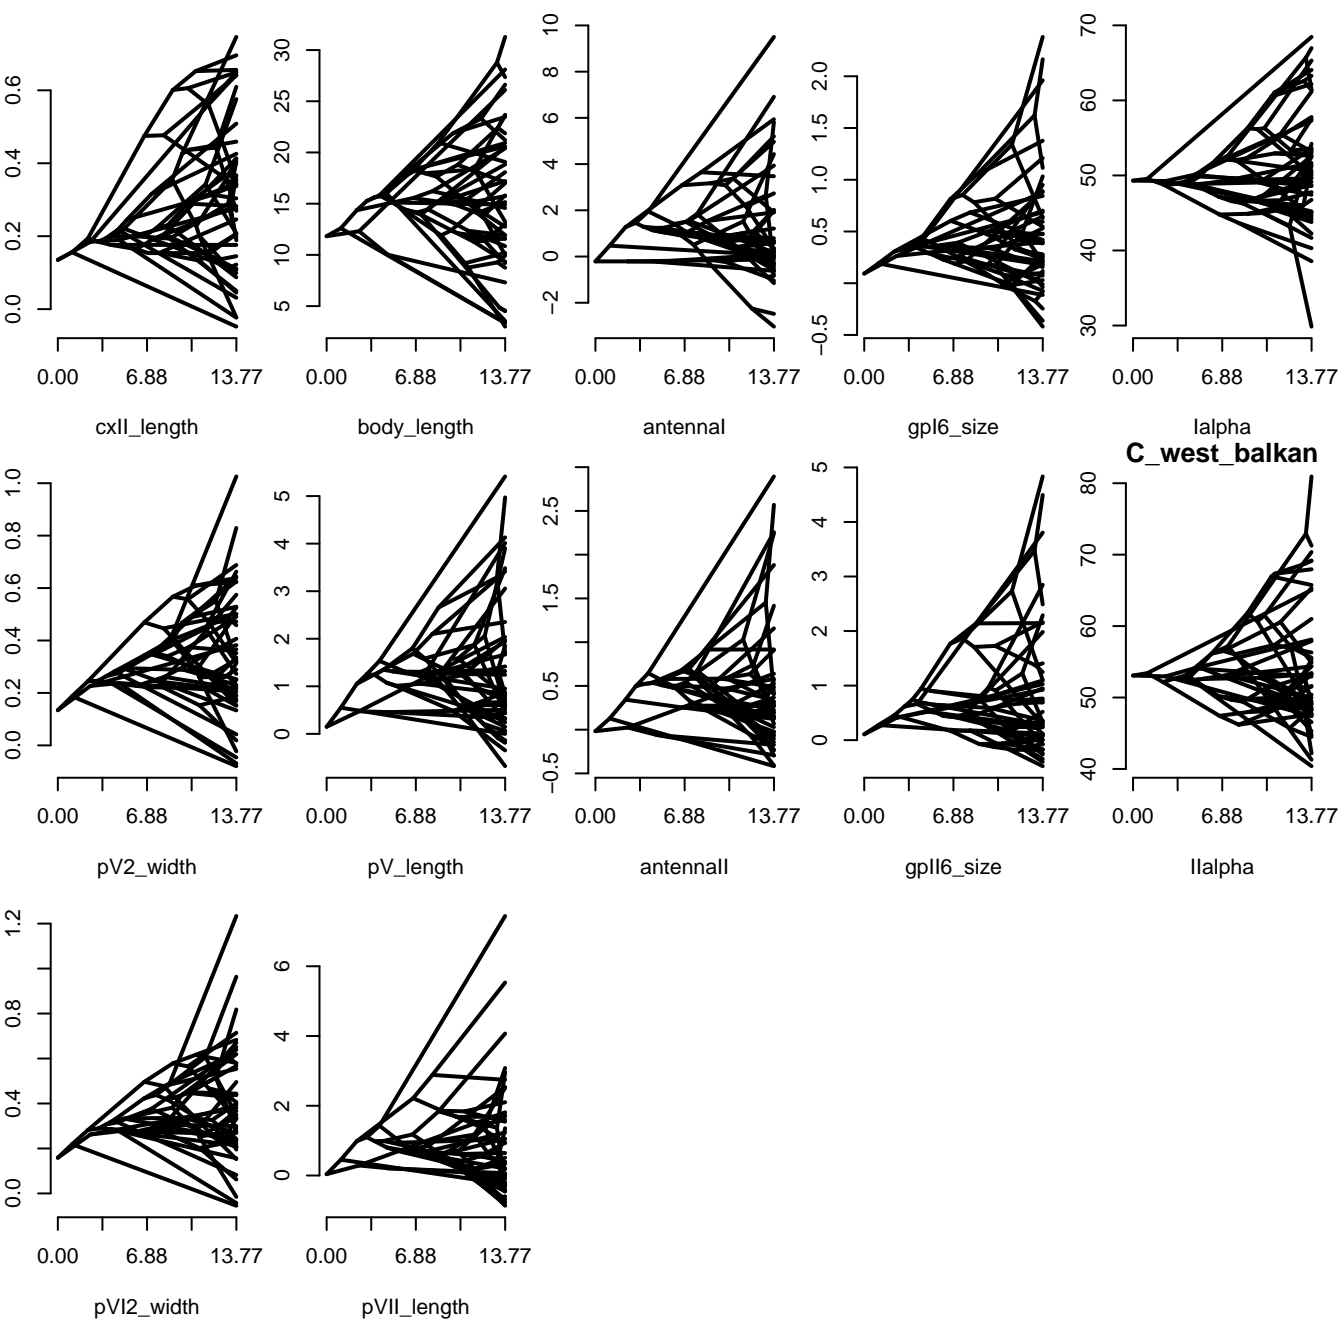 0.0 0.2 0.4 0.6
0.00 6.88 13.77
cxII_length
5 10 15 20 25 30
0.00 6.88 13.77
body_length
−2 0 2 4 6 8 10
0.00 6.88 13.77
antennaI
−0.5 0.5 1.0 1.5 2.0
0.00 6.88 13.77
gpI6_size
30 40 50 60 70
0.00 6.88 13.77
Ialpha
0.0 0.2 0.4 0.6 0.8 1.0
0.00 6.88 13.77
pV2_width
0 1 2 3 4 5
0.00 6.88 13.77
pV_length
−0.5 0.5 1.5 2.5
0.00 6.88 13.77
antennaII
0 1 2 3 4 5
0.00 6.88 13.77
gpII6_size
C_west_balkan
40 50 60 70 80
0.00 6.88 13.77
IIalpha
0.0 0.4 0.8 1.2
0.00 6.88 13.77
pVI2_width
0 2 4 6
0.00 6.88 13.77
pVII_length